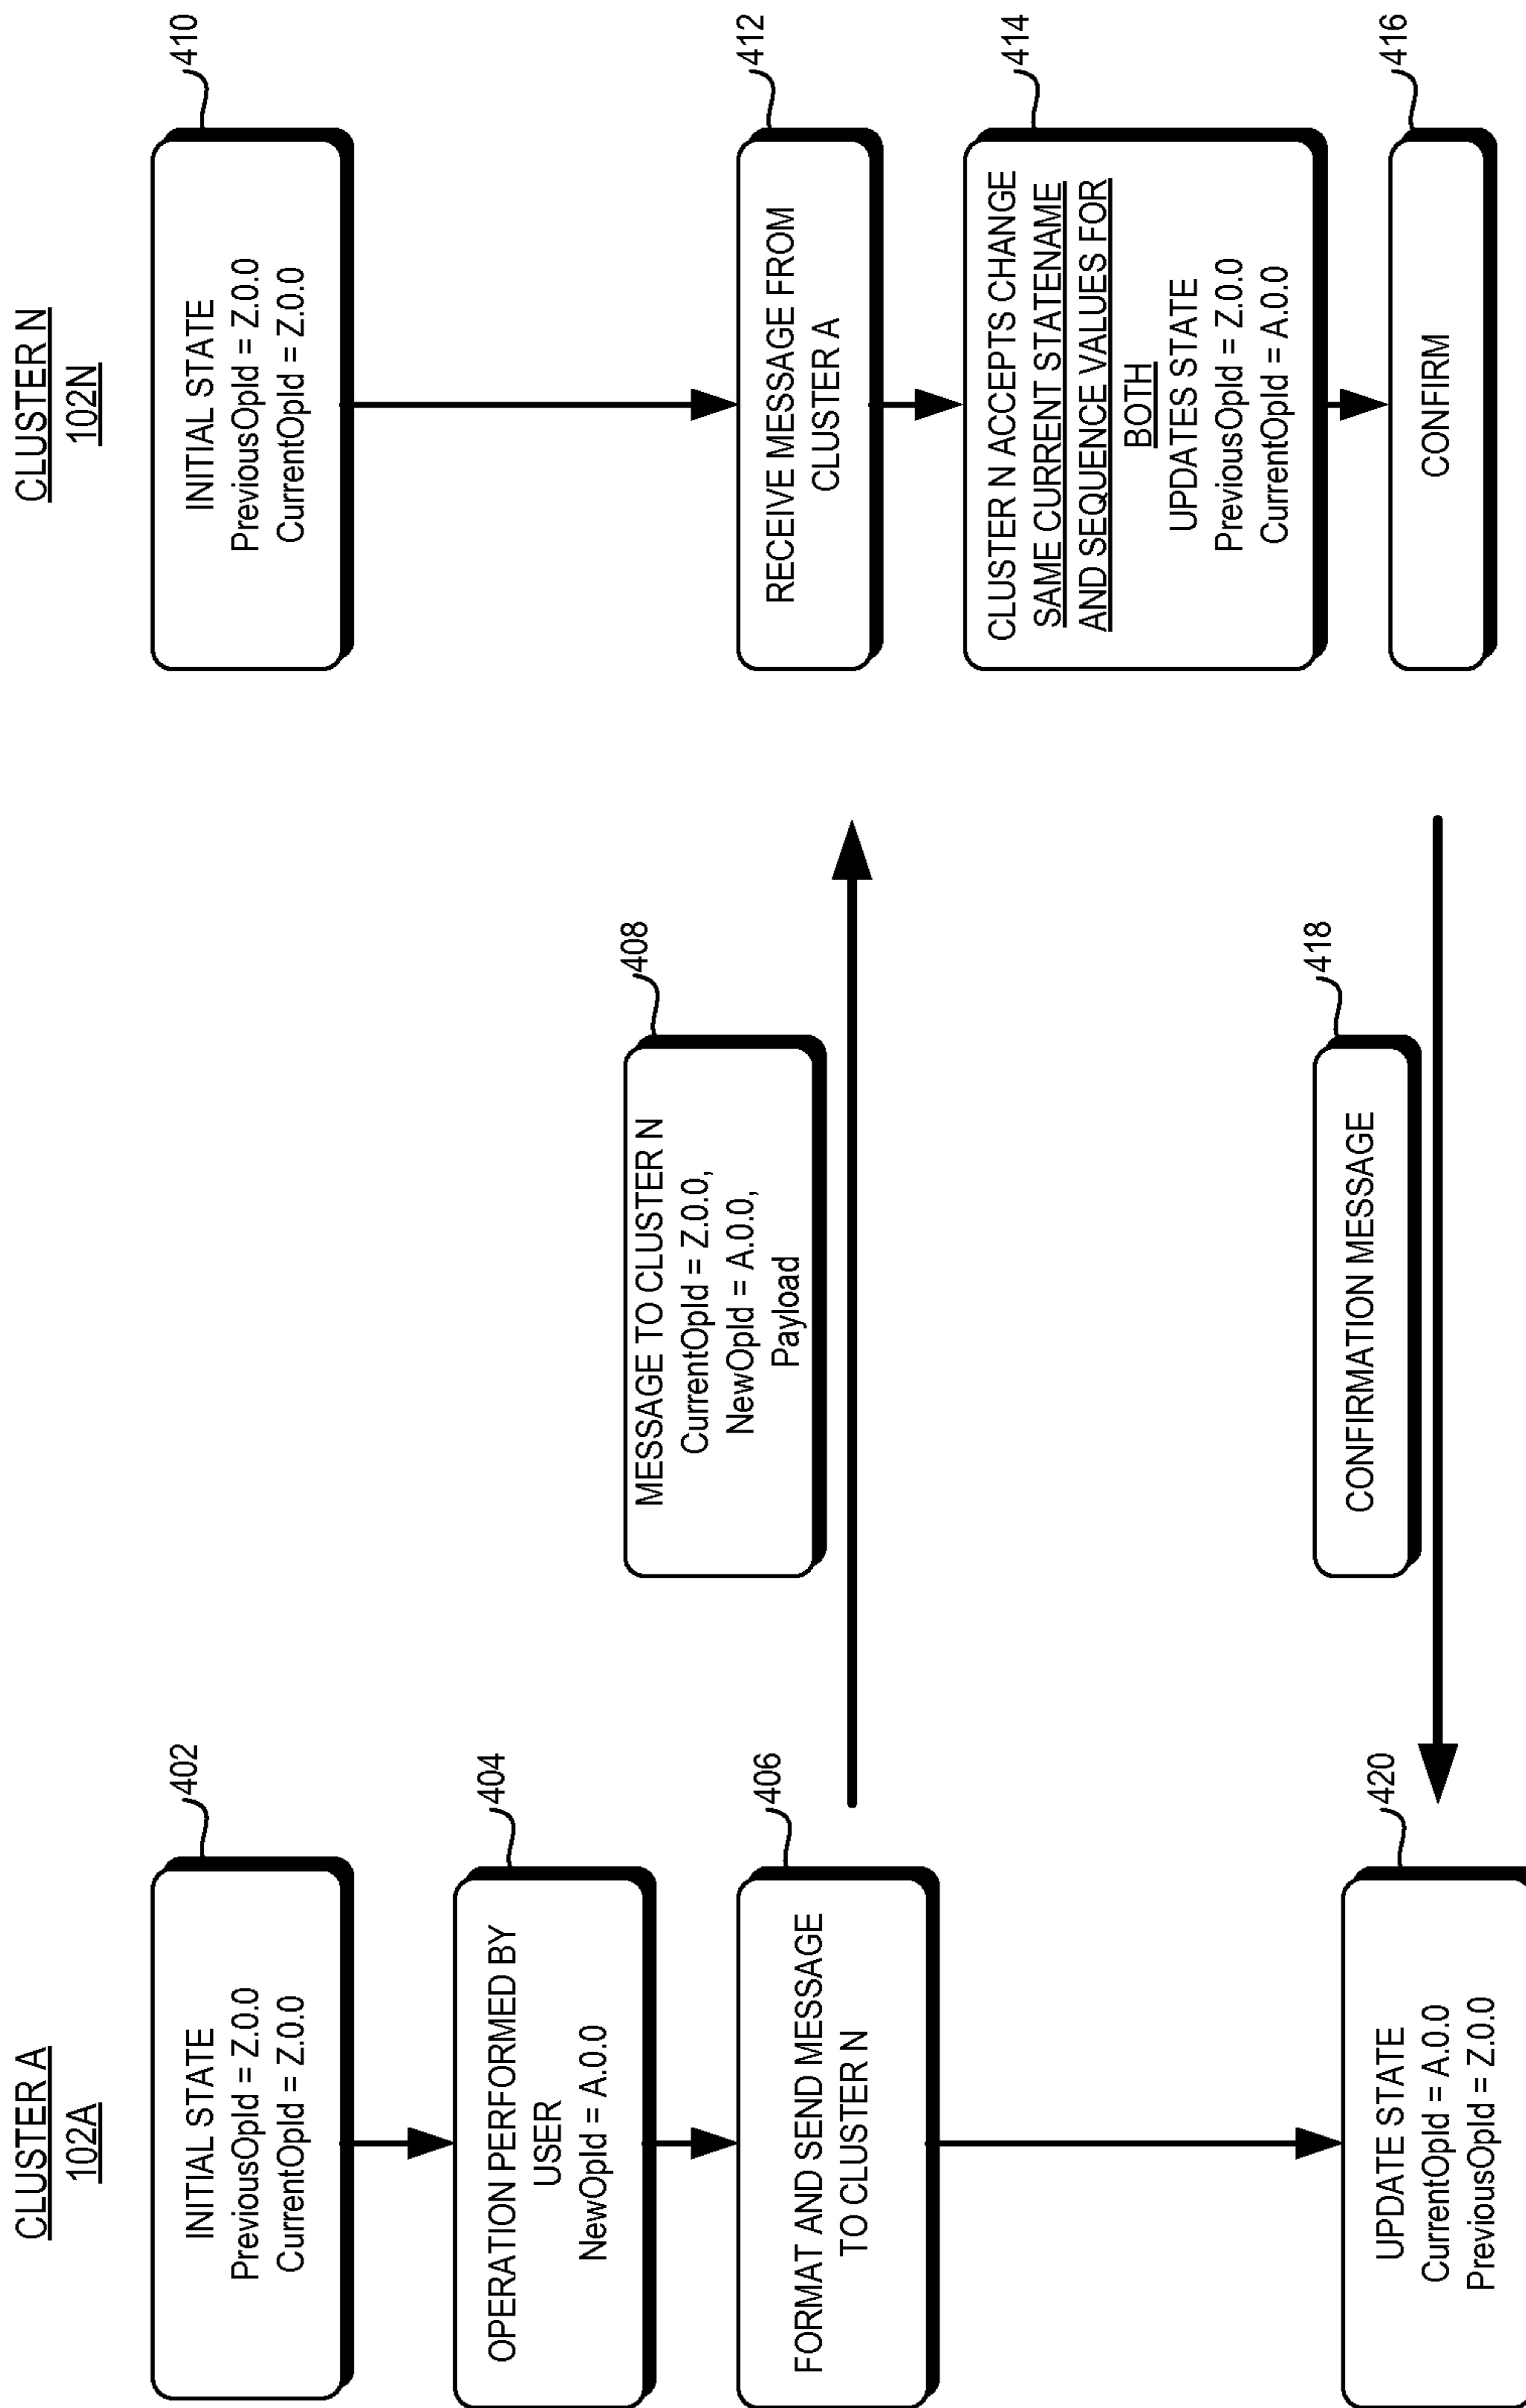 CLUSTER A
102A
402
INITIAL STATE
PreviousOpId = Z.0.0
CurrentOpId = Z.0.0
404
OPERATION PERFORMED BY
USER
NewOpId = A.0.0
406
FORMAT AND SEND MESSAGE
TO CLUSTER N
408
MESSAGE TO CLUSTER N
CurrentOpId = Z.0.0,
NewOpId = A.0.0,
Payload
CLUSTER N
102N
410
INITIAL STATE
PreviousOpId = Z.0.0
CurrentOpId = Z.0.0
412
RECEIVE MESSAGE FROM
CLUSTER A
414
CLUSTER N ACCEPTS CHANGE
SAME CURRENT STATENAME
AND SEQUENCE VALUES FOR
BOTH
UPDATES STATE
PreviousOpId = Z.0.0
CurrentOpId = A.0.0
416
CONFIRM
418
CONFIRMATION MESSAGE
420
UPDATE STATE
CurrentOpId = A.0.0
PreviousOpId = Z.0.0